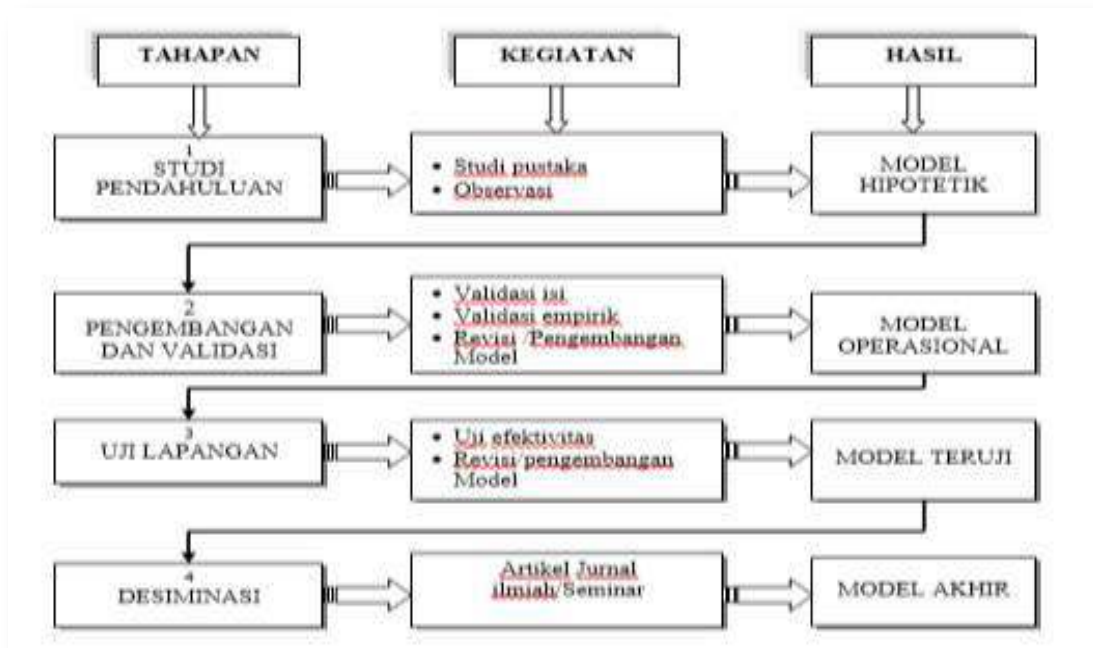 TAHAPAN
KEGIATAN
HASIL
1
STUDI
PENDAHULUAN
• Studi pustaka
• Observasi
MODEL
HIPOTETIK
2
PENGEMBANGAN
DAN VALIDASI
• Validasi isi
• Validasi empirik
• Revisi /Pengembangan
Model
MODEL
OPERASIONAL
3
UJI LAPANGAN
• Uji efektivitas
• Revisi/pengembangan
Model
MODEL TERUJI
4
DESIMINASI
Artikel Jurnal
ilmiah/Seminar
MODEL AKHIR